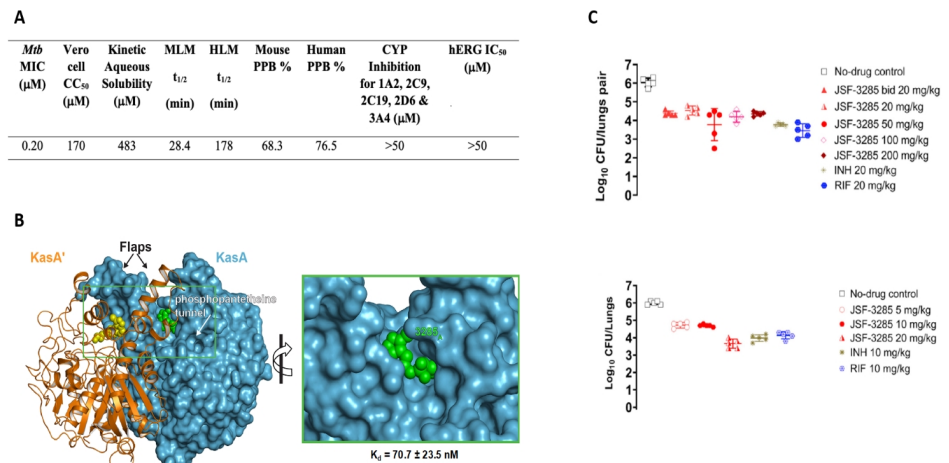 A
Mtb MIC (μM)
Vero cell CC50 (μM)
Kinetic Aqueous Solubility (μM)
MLM t1/2 (min)
HLM t1/2 (min)
Mouse PPB %
Human PPB %
CYP Inhibition for 1A2, 2C9, 2C19, 2D6 & 3A4 (μM)
hERG IC50 (μM)
0.20 170 483 28.4 178 68.3 76.5 >50 >50
B
KasA'
Flaps
KasA
phosphopantetheine
tunnel
3285
Kd = 70.7 ± 23.5 nM
C
Log10 CFU/lungs pair
7
6
5
4
3
2
1
0
No-drug control
JSF-3285 bid 20 mg/kg
JSF-3285 20 mg/kg
JSF-3285 50 mg/kg
JSF-3285 100 mg/kg
JSF-3285 200 mg/kg
INH 20 mg/kg
RIF 20 mg/kg
Log10 CFU/Lungs
7
6
5
4
3
2
1
0
No-drug control
JSF-3285 5 mg/kg
JSF-3285 10 mg/kg
JSF-3285 20 mg/kg
INH 10 mg/kg
RIF 10 mg/kg